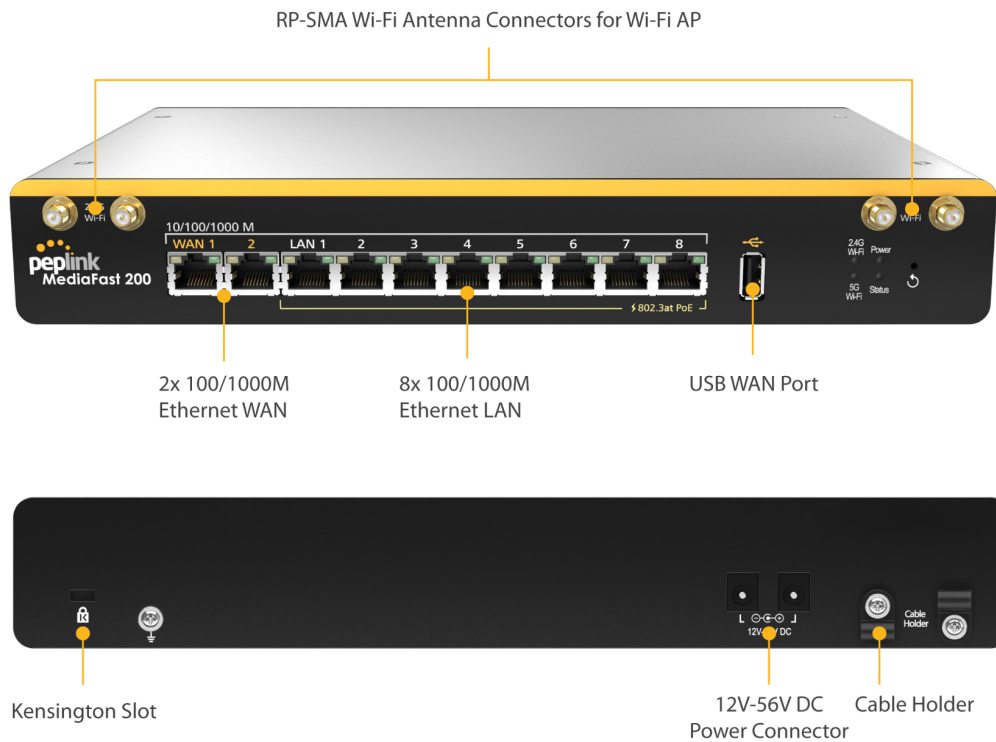 RP-SMA Wi-Fi Antenna Connectors for Wi-Fi AP
Wi-Fi
Wi-Fi
10/100/1000 M
WAN 1 2 LAN 1 2 3 4 5 6 7 8
peplink
MediaFast 200
802.3at PoE
2.4G Wi-Fi
Power
5G Wi-Fi
Status
2x 100/1000M
Ethernet WAN
8x 100/1000M
Ethernet LAN
USB WAN Port
Cable
Holder
Kensington Slot
12V-56V DC
Power Connector
Cable Holder